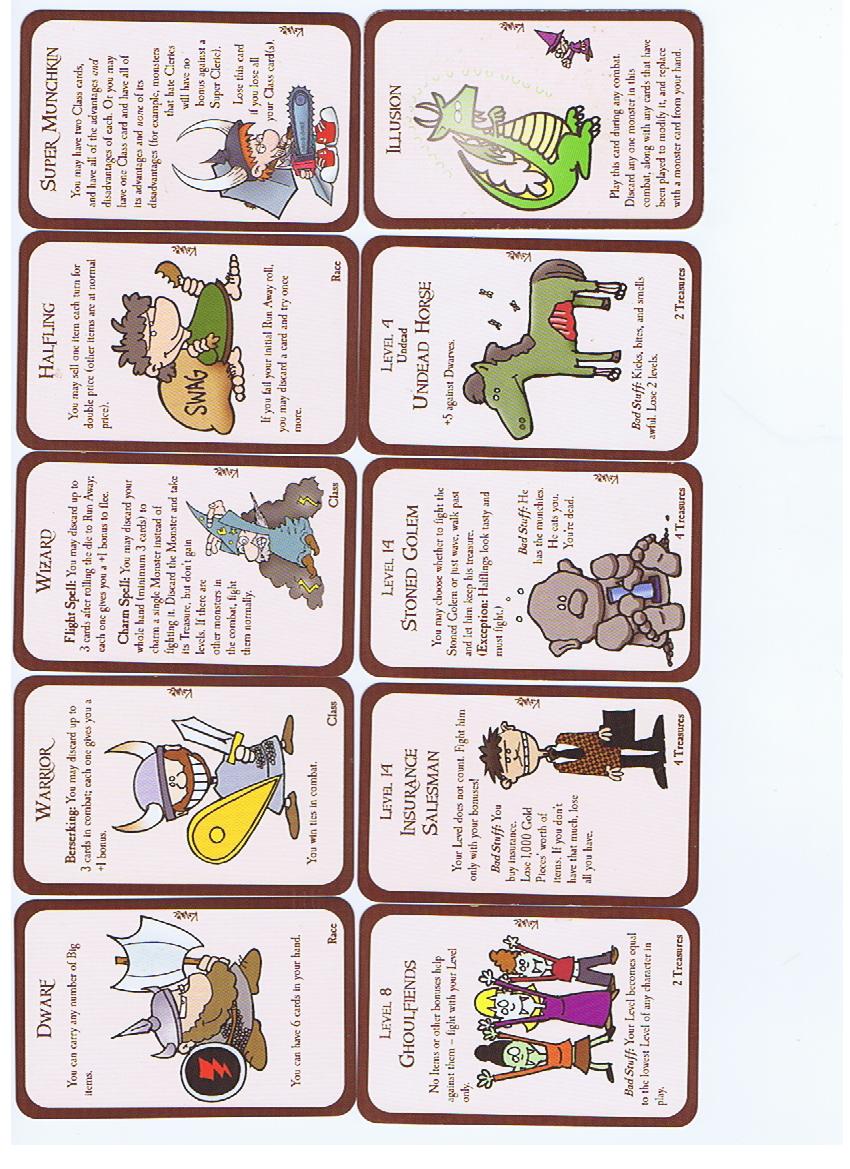 DWARF
You can carry any number of Big
items.
You can have 6 cards in your hand.
Race
WARRIOR
Berserking: You may discard up to
3 cards in combat; each one gives you a
+1 bonus.
You win ties in combat.
Class
WIZARD
Flight Spell: You may discard up to
3 cards after rolling the die to Run Away;
each one gives you a +1 bonus to flee.
Charm Spell: You may discard your
whole hand (minimum 3 cards) to
charm a single Monster instead of
fighting it. Discard the Monster and take
its Treasure, but don't gain
levels. If there are
other monsters in
the combat, fight
them normally.
Class
HALFLING
You may sell one item each turn for
double price (other items are at normal
price).
SWAG
If you fail your initial Run Away roll,
you may discard a card and try once
more.
Race
SUPER MUNCHKIN
You may have two Class cards,
and have all of the advantages and
disadvantages of each. Or you may
have one Class card and have all of
its advantages and none of its
disadvantages (for example, monsters
that hate Clerics
will have no
bonus against a
Super Cleric).
Lose this card
if you lose all
your Class card(s).
LEVEL 8
GHOULFIENDS
No Items or other bonuses help
against them – fight with your Level
only.
Bad Stuff: Your Level becomes equal
to the lowest Level of any character in
play.
2 Treasures
LEVEL 14
INSURANCE
SALESMAN
Your Level does not count. Fight him
only with your bonuses!
Bad Stuff: You
buy insurance.
Lose 1,000 Gold
Pieces' worth of
items. If you don't
have that much, lose
all you have.
4 Treasures
LEVEL 14
STONED GOLEM
You may choose whether to fight the
Stoned Golem or just wave, walk past
and let him keep his treasure.
(Exception: Halflings look tasty and
must fight.)
Bad Stuff: He
has the munchies.
He eats you.
You're dead.
4 Treasures
LEVEL 4
Undead
UNDEAD HORSE
+5 against Dwarves.
Bad Stuff: Kicks, bites, and smells
awful. Lose 2 levels.
2 Treasures
ILLUSION
Play this card during any combat.
Discard any one monster in this
combat, along with any cards that have
been played to modify it, and replace
with a monster card from your hand.